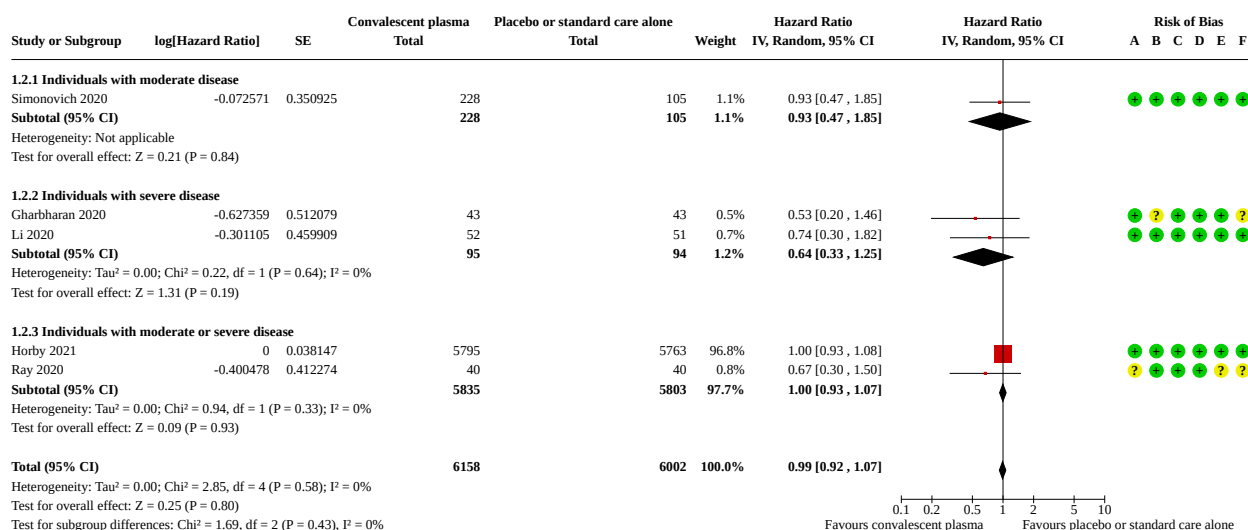 Convalescent plasma Placebo or standard care alone Hazard Ratio Hazard Ratio Risk of Bias
Study or Subgroup log[Hazard Ratio] SE Total Total Weight IV, Random, 95% CI IV, Random, 95% CI A B C D E F
1.2.1 Individuals with moderate disease
Simonovich 2020 -0.072571 0.350925 228 105 1.1% 0.93 [0.47 , 1.85] + + + + + +
Subtotal (95% CI) 228 105 1.1% 0.93 [0.47 , 1.85]
Heterogeneity: Not applicable
Test for overall effect: Z = 0.21 (P = 0.84)
1.2.2 Individuals with severe disease
Gharbharan 2020 -0.627359 0.512079 43 43 0.5% 0.53 [0.20 , 1.46] + ? + + + ?
Li 2020 -0.301105 0.459909 52 51 0.7% 0.74 [0.30 , 1.82] + + + + + +
Subtotal (95% CI) 95 94 1.2% 0.64 [0.33 , 1.25]
Heterogeneity: Tau² = 0.00; Chi² = 0.22, df = 1 (P = 0.64); I² = 0%
Test for overall effect: Z = 1.31 (P = 0.19)
1.2.3 Individuals with moderate or severe disease
Horby 2021 0 0.038147 5795 5763 96.8% 1.00 [0.93 , 1.08] + + + + + +
Ray 2020 -0.400478 0.412274 40 40 0.8% 0.67 [0.30 , 1.50] ? + + + ? ?
Subtotal (95% CI) 5835 5803 97.7% 1.00 [0.93 , 1.07]
Heterogeneity: Tau² = 0.00; Chi² = 0.94, df = 1 (P = 0.33); I² = 0%
Test for overall effect: Z = 0.09 (P = 0.93)
Total (95% CI) 6158 6002 100.0% 0.99 [0.92 , 1.07]
Heterogeneity: Tau² = 0.00; Chi² = 2.85, df = 4 (P = 0.58); I² = 0%
Test for overall effect: Z = 0.25 (P = 0.80) 0.1 0.2 0.5 1 2 5 10
Test for subgroup differences: Chi² = 1.69, df = 2 (P = 0.43), I² = 0% Favours convalescent plasma Favours placebo or standard care alone